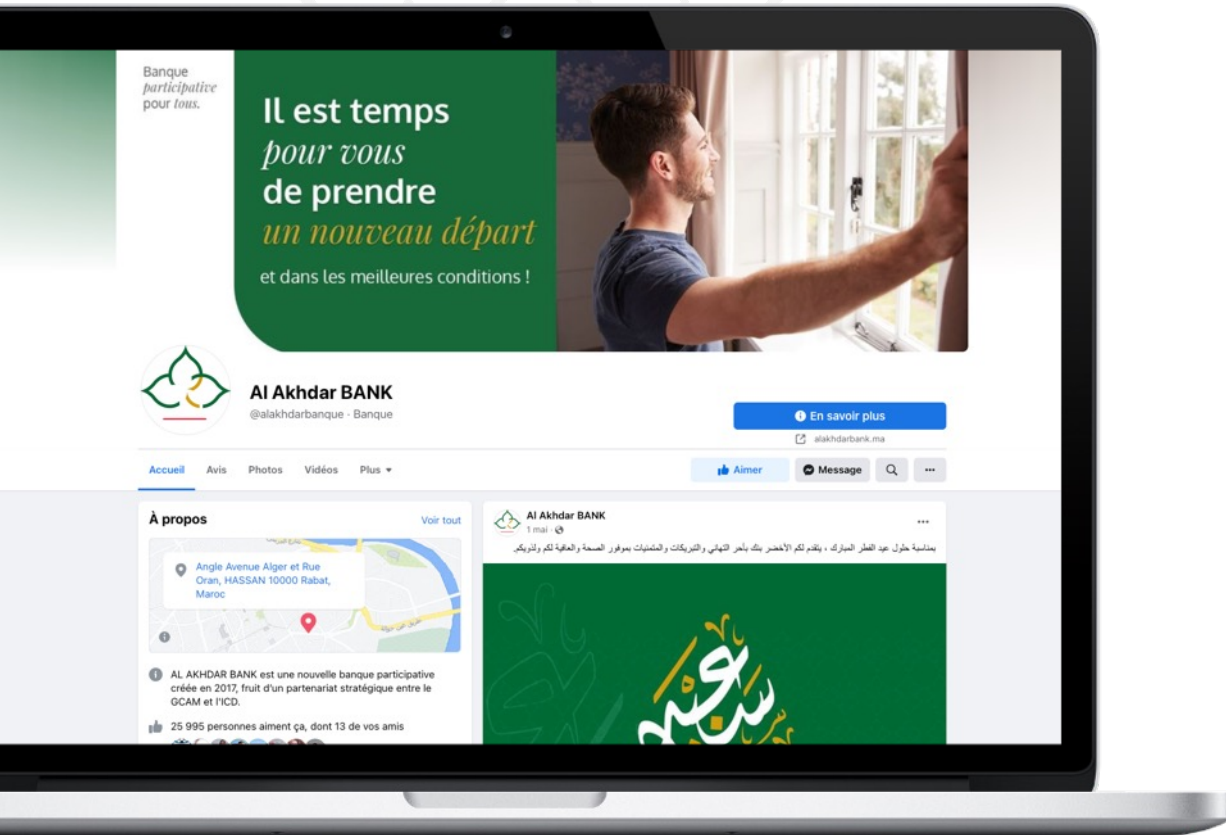 Banque
participative
pour tous.
Il est temps
pour vous
de prendre
un nouveau départ
et dans les meilleures conditions !
Al Akhdar BANK
@alakhdarbanque · Banque
En savoir plus
alakhdarbank.ma
Accueil Avis Photos Vidéos Plus
Aimer Message
À propos Voir tout
Angle Avenue Alger et Rue
Oran, HASSAN 10000 Rabat,
Maroc
AL AKHDAR BANK est une nouvelle banque participative
créée en 2017, fruit d'un partenariat stratégique entre le
GCAM et l'ICD.
25 995 personnes aiment ça, dont 13 de vos amis
Al Akhdar BANK
1 mai
بمناسبة حلول عيد الفطر المبارك ، يتقدم لكم الأخضر بنك بأحر التهاني والتبريكات والمتمنيات بموفور الصحة والعافية لكم ولذويكم.